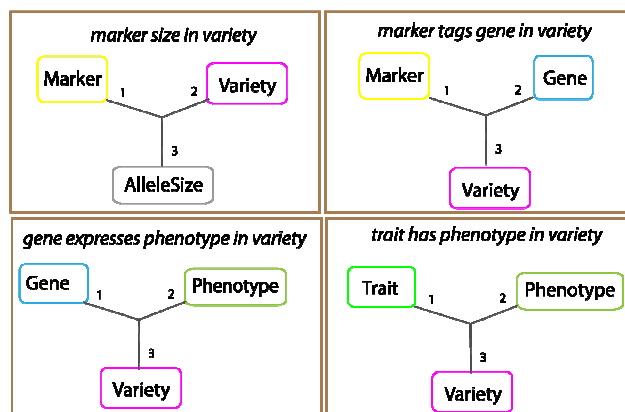 marker size in variety
Marker
1
2
Variety
3
AlleleSize
marker tags gene in variety
Marker
1
2
Gene
3
Variety
gene expresses phenotype in variety
Gene
1
2
Phenotype
3
Variety
trait has phenotype in variety
Trait
1
2
Phenotype
3
Variety